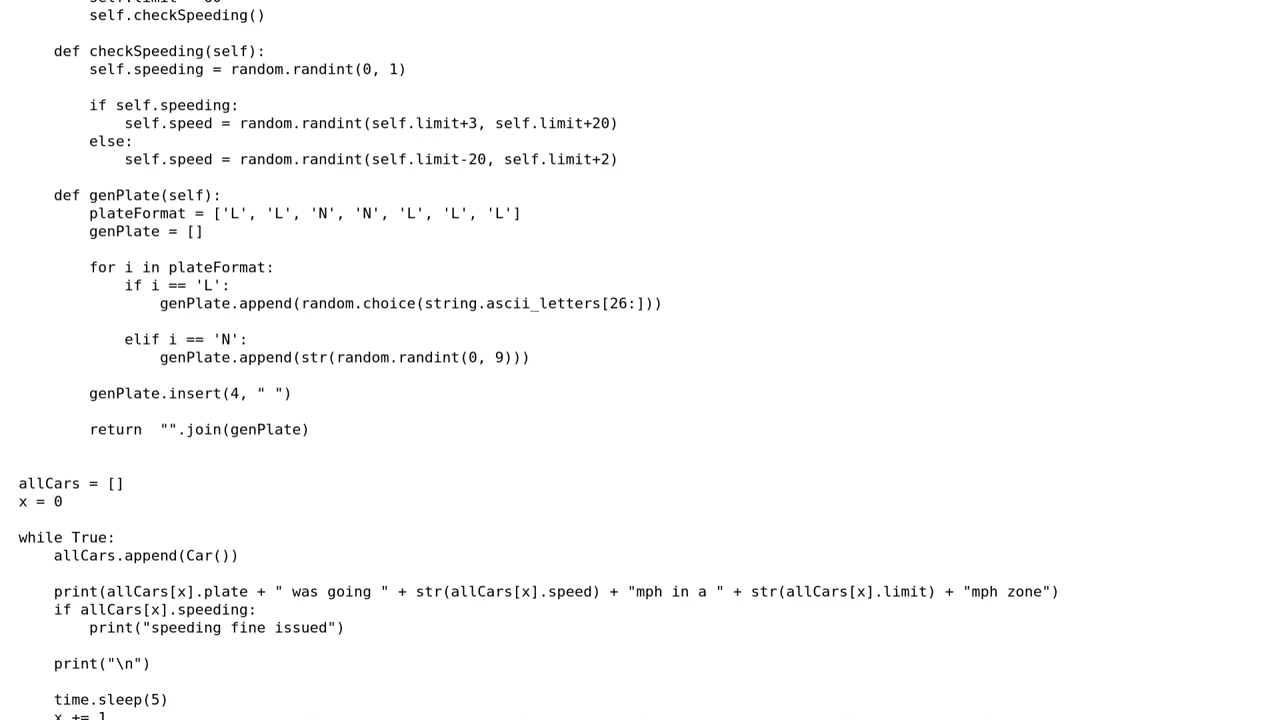 self.checkSpeeding()
def checkSpeeding(self):
self.speeding = random.randint(0, 1)
if self.speeding:
self.speed = random.randint(self.limit+3, self.limit+20)
else:
self.speed = random.randint(self.limit-20, self.limit+2)
def genPlate(self):
plateFormat = ['L', 'L', 'N', 'N', 'L', 'L', 'L']
genPlate = []
for i in plateFormat:
if i == 'L':
genPlate.append(random.choice(string.ascii_letters[26:]))
elif i == 'N':
genPlate.append(str(random.randint(0, 9)))
genPlate.insert(4, " ")
return  "".join(genPlate)
allCars = []
x = 0
while True:
allCars.append(Car())
print(allCars[x].plate + " was going " + str(allCars[x].speed) + "mph in a " + str(allCars[x].limit) + "mph zone")
if allCars[x].speeding:
print("speeding fine issued")
print("\n")
time.sleep(5)
x += 1